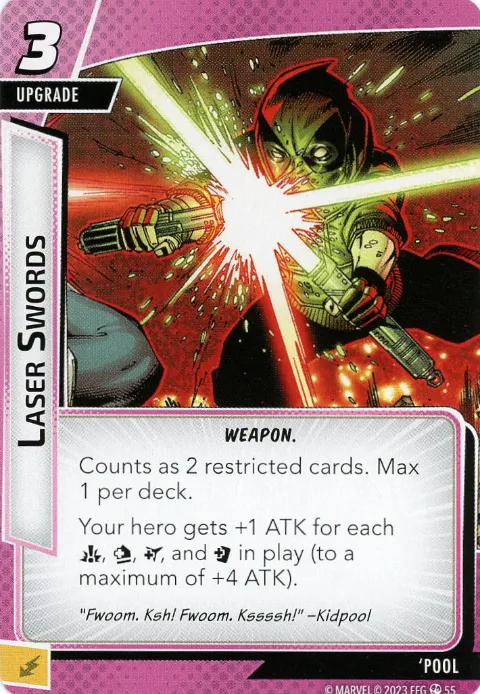 3
UPGRADE
LASER SWORDS
WEAPON.
Counts as 2 restricted cards. Max
1 per deck.
Your hero gets +1 ATK for each
, , , and in play (to a
maximum of +4 ATK).
"Fwoom. Ksh! Fwoom. Kssssh!" –Kidpool
'POOL
© MARVEL © 2023 FFG 55